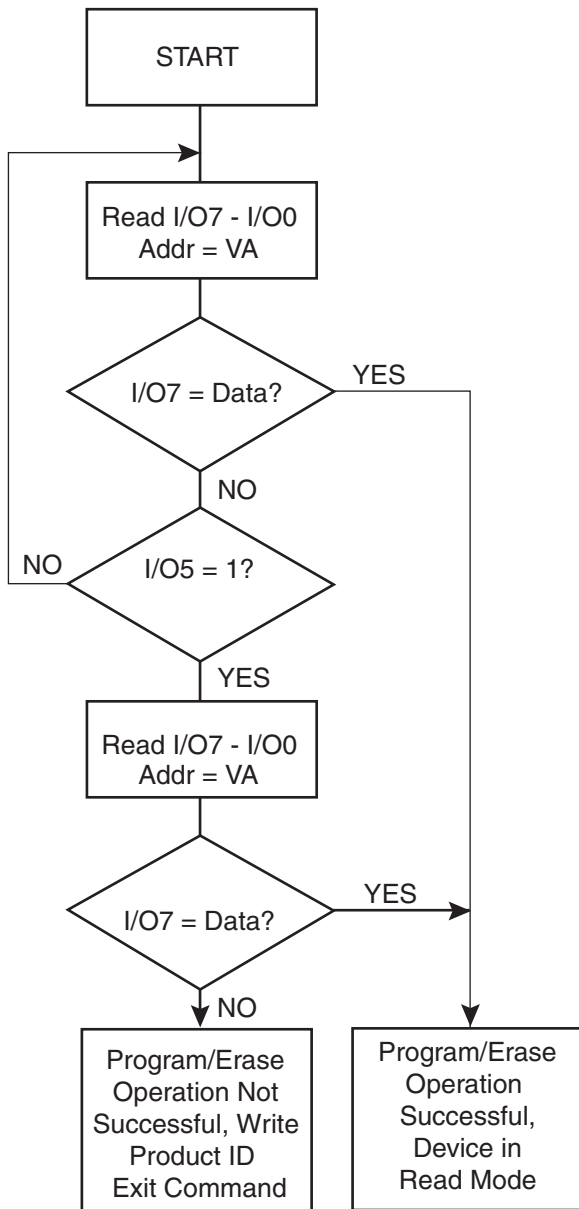 START
Read I/O7 - I/O0
Addr = VA
I/O7 = Data?
YES
NO
NO
I/O5 = 1?
YES
Read I/O7 - I/O0
Addr = VA
I/O7 = Data?
YES
NO
Program/Erase
Operation Not
Successful, Write
Product ID
Exit Command
Program/Erase
Operation
Successful,
Device in
Read Mode